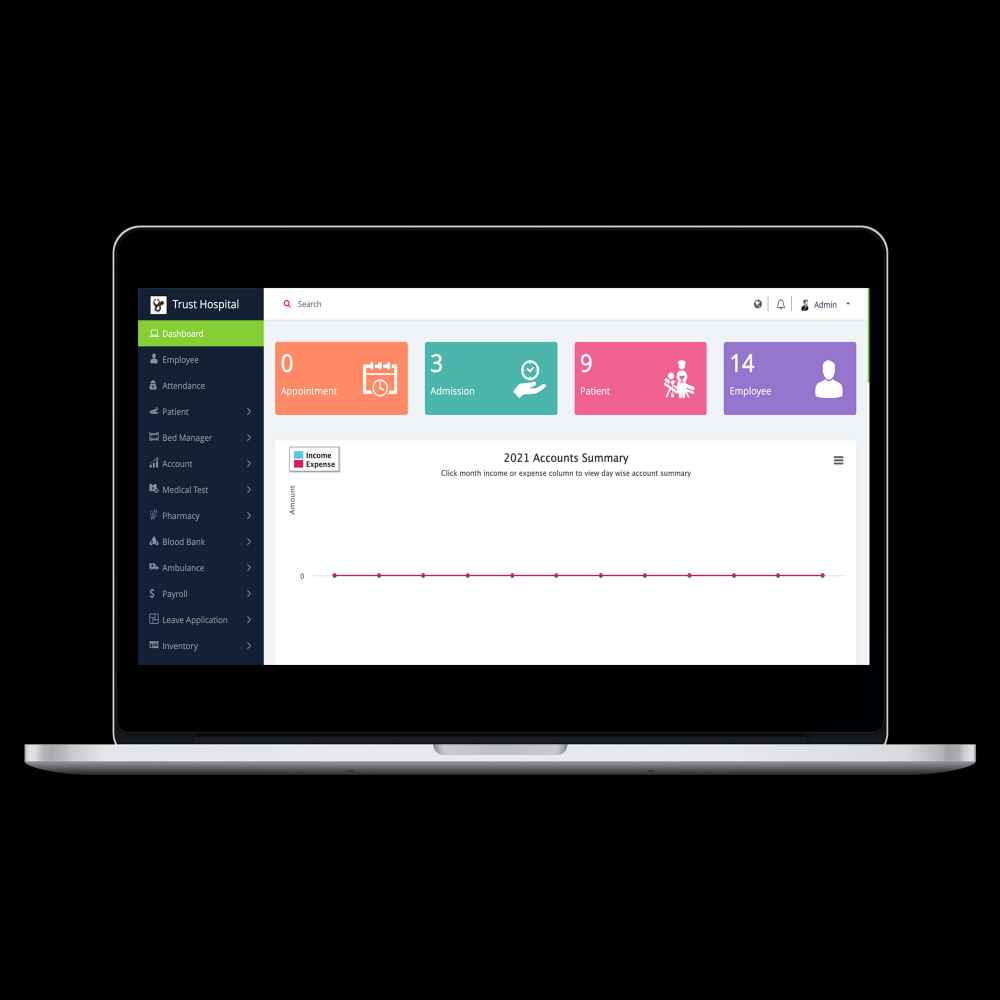 Trust Hospital
Search
Admin
Dashboard
Employee
Attendance
Patient
Bed Manager
Account
Medical Test
Pharmacy
Blood Bank
Ambulance
Payroll
Leave Application
Inventory
0
Appointment
3
Admission
9
Patient
14
Employee
Income
Expense
2021 Accounts Summary
Click month income or expense column to view day wise account summary
Amount
0